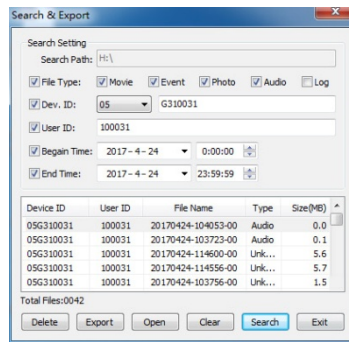 Search & Export
Search Setting
Search Path: H:\
File Type: Movie Event Photo Audio Log
Dev. ID: 05 G310031
User ID: 100031
Begain Time: 2017-4-24 0:00:00
End Time: 2017-4-24 23:59:59
Device ID User ID File Name Type Size(MB)
05G310031 100031 20170424-104053-00 Audio 0.0
05G310031 100031 20170424-103723-00 Audio 0.1
05G310031 100031 20170424-114600-00 Unk... 5.6
05G310031 100031 20170424-114556-00 Unk... 5.7
05G310031 100031 20170424-103756-00 Unk... 1.5
Total Files:0042
Delete Export Open Clear Search Exit